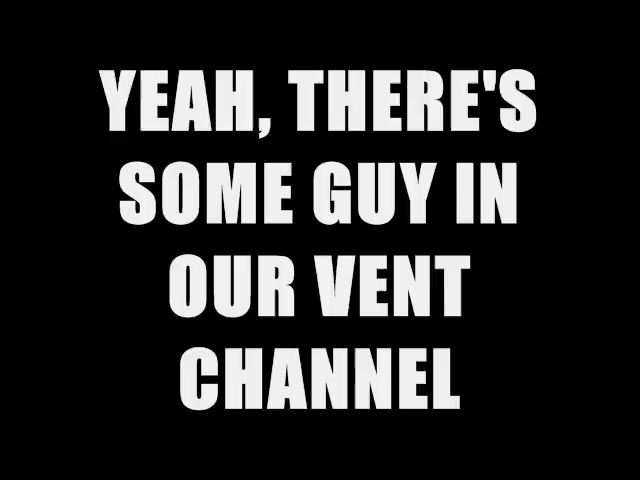 YEAH, THERE'S
SOME GUY IN
OUR VENT
CHANNEL